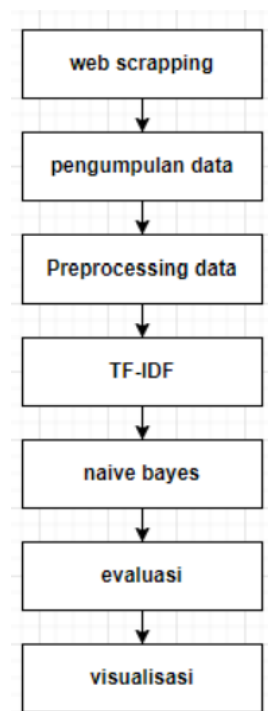 web scrapping
pengumpulan data
Preprocessing data
TF-IDF
naive bayes
evaluasi
visualisasi